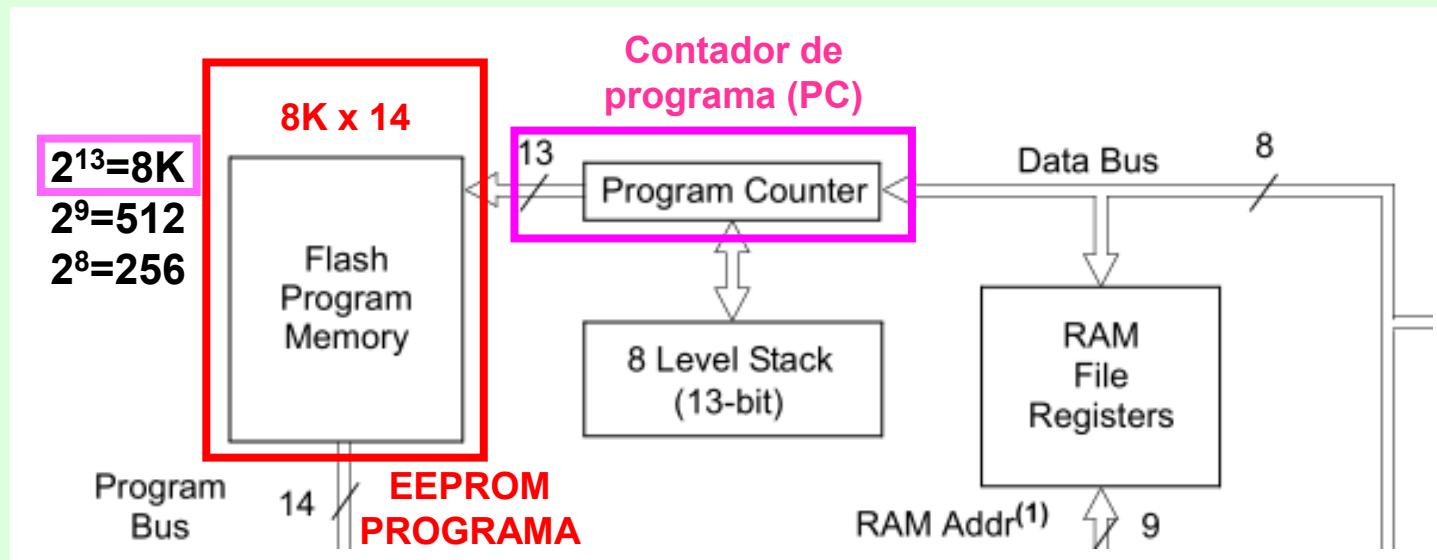 Contador de
programa (PC)
8K x 14
2¹³=8K
2⁹=512
2⁸=256
13
Program Counter
Data Bus
8
Flash
Program
Memory
8 Level Stack
(13-bit)
RAM
File
Registers
Program
Bus
14
EEPROM
PROGRAMA
RAM Addr⁽¹⁾
9